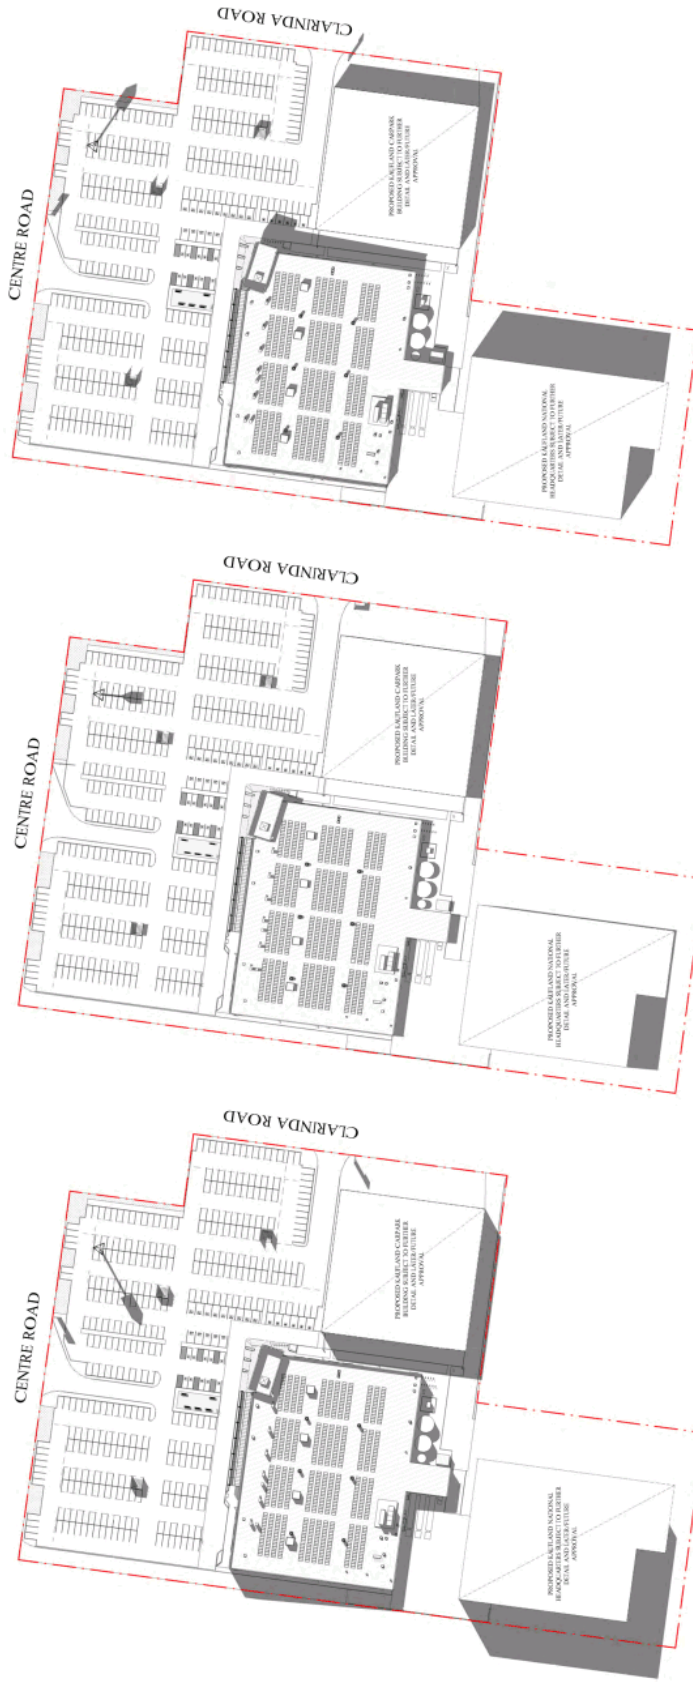 CLARINDA ROAD
CENTRE ROAD
PROPOSED KAUFLAND CARPARK
BUILDING SUBJECT TO FURTHER
DETAIL AND LATER/FUTURE
APPROVAL
PROPOSED KAUFLAND NATIONAL
HEADQUARTERS SUBJECT TO FURTHER
DETAIL AND LATER/FUTURE
APPROVAL
CLARINDA ROAD
CENTRE ROAD
PROPOSED KAUFLAND CARPARK
BUILDING SUBJECT TO FURTHER
DETAIL AND LATER/FUTURE
APPROVAL
PROPOSED KAUFLAND NATIONAL
HEADQUARTERS SUBJECT TO FURTHER
DETAIL AND LATER/FUTURE
APPROVAL
CLARINDA ROAD
CENTRE ROAD
PROPOSED KAUFLAND CARPARK
BUILDING SUBJECT TO FURTHER
DETAIL AND LATER/FUTURE
APPROVAL
PROPOSED KAUFLAND NATIONAL
HEADQUARTERS SUBJECT TO FURTHER
DETAIL AND LATER/FUTURE
APPROVAL